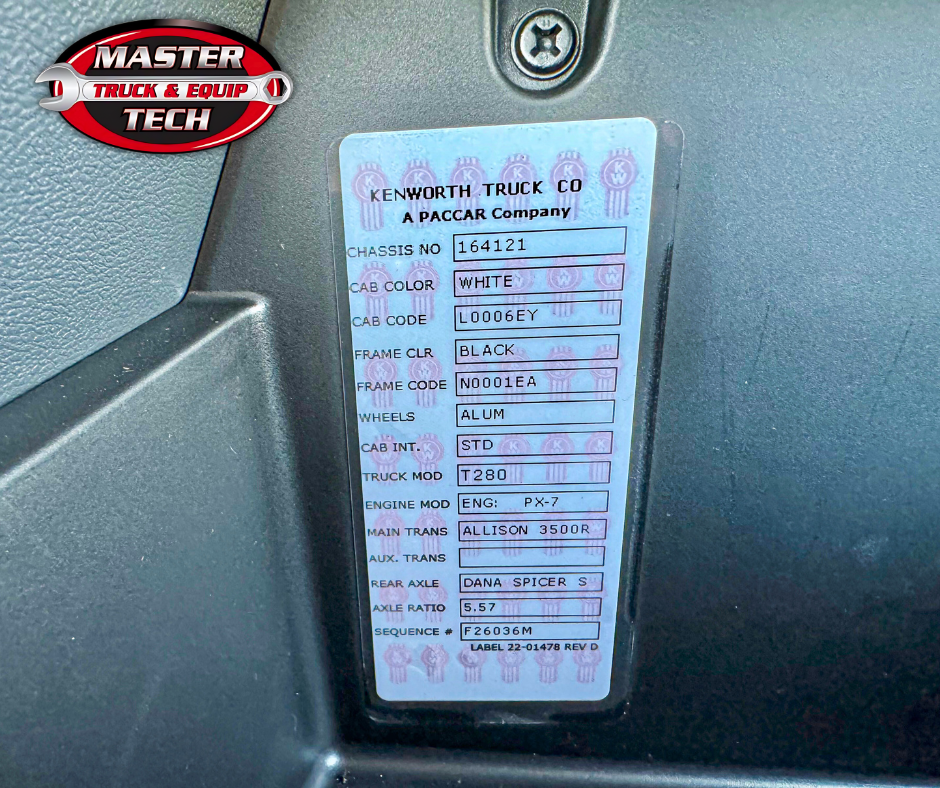 MASTER
TRUCK & EQUIP
TECH
KENWORTH TRUCK CO
A PACCAR Company
CHASSIS NO 164121
CAB COLOR WHITE
CAB CODE L0006EY
FRAME CLR BLACK
FRAME CODE N0001EA
WHEELS ALUM
CAB INT. STD
TRUCK MOD T280
ENGINE MOD ENG: PX-7
MAIN TRANS ALLISON 3500R
AUX. TRANS
REAR AXLE DANA SPICER S
AXLE RATIO 5.57
SEQUENCE # F26036M
LABEL 22-01478 REV D